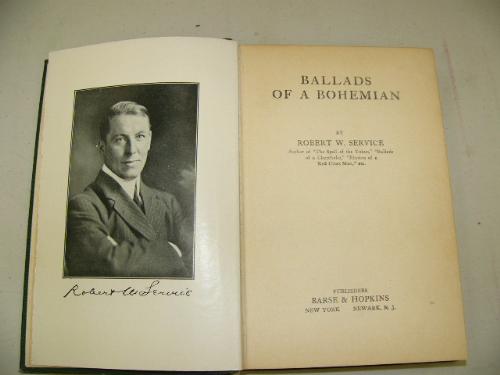 Robert W. Service
BALLADS
OF A BOHEMIAN
BY
ROBERT W. SERVICE
Author of "The Spell of the Yukon," "Ballads
of a Cheechako," "Rhymes of a
Red Cross Man," etc.
PUBLISHERS
BARSE & HOPKINS
NEW YORK NEWARK, N. J.